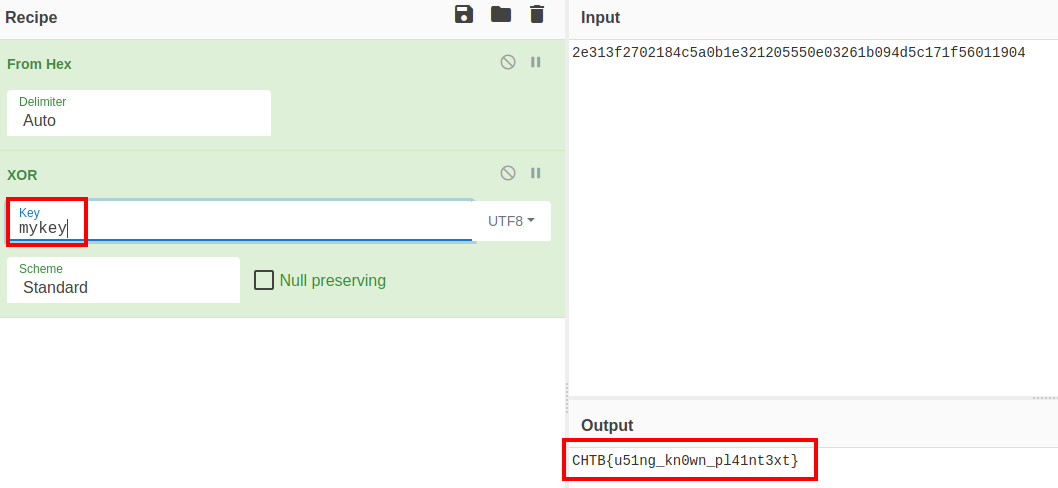 Recipe
From Hex
Delimiter
Auto
XOR
Key
mykey
UTF8
Scheme
Standard
Null preserving
Input
2e313f2702184c5a0b1e321205550e03261b094d5c171f56011904
Output
CHTB{u51ng_kn0wn_pl41nt3xt}